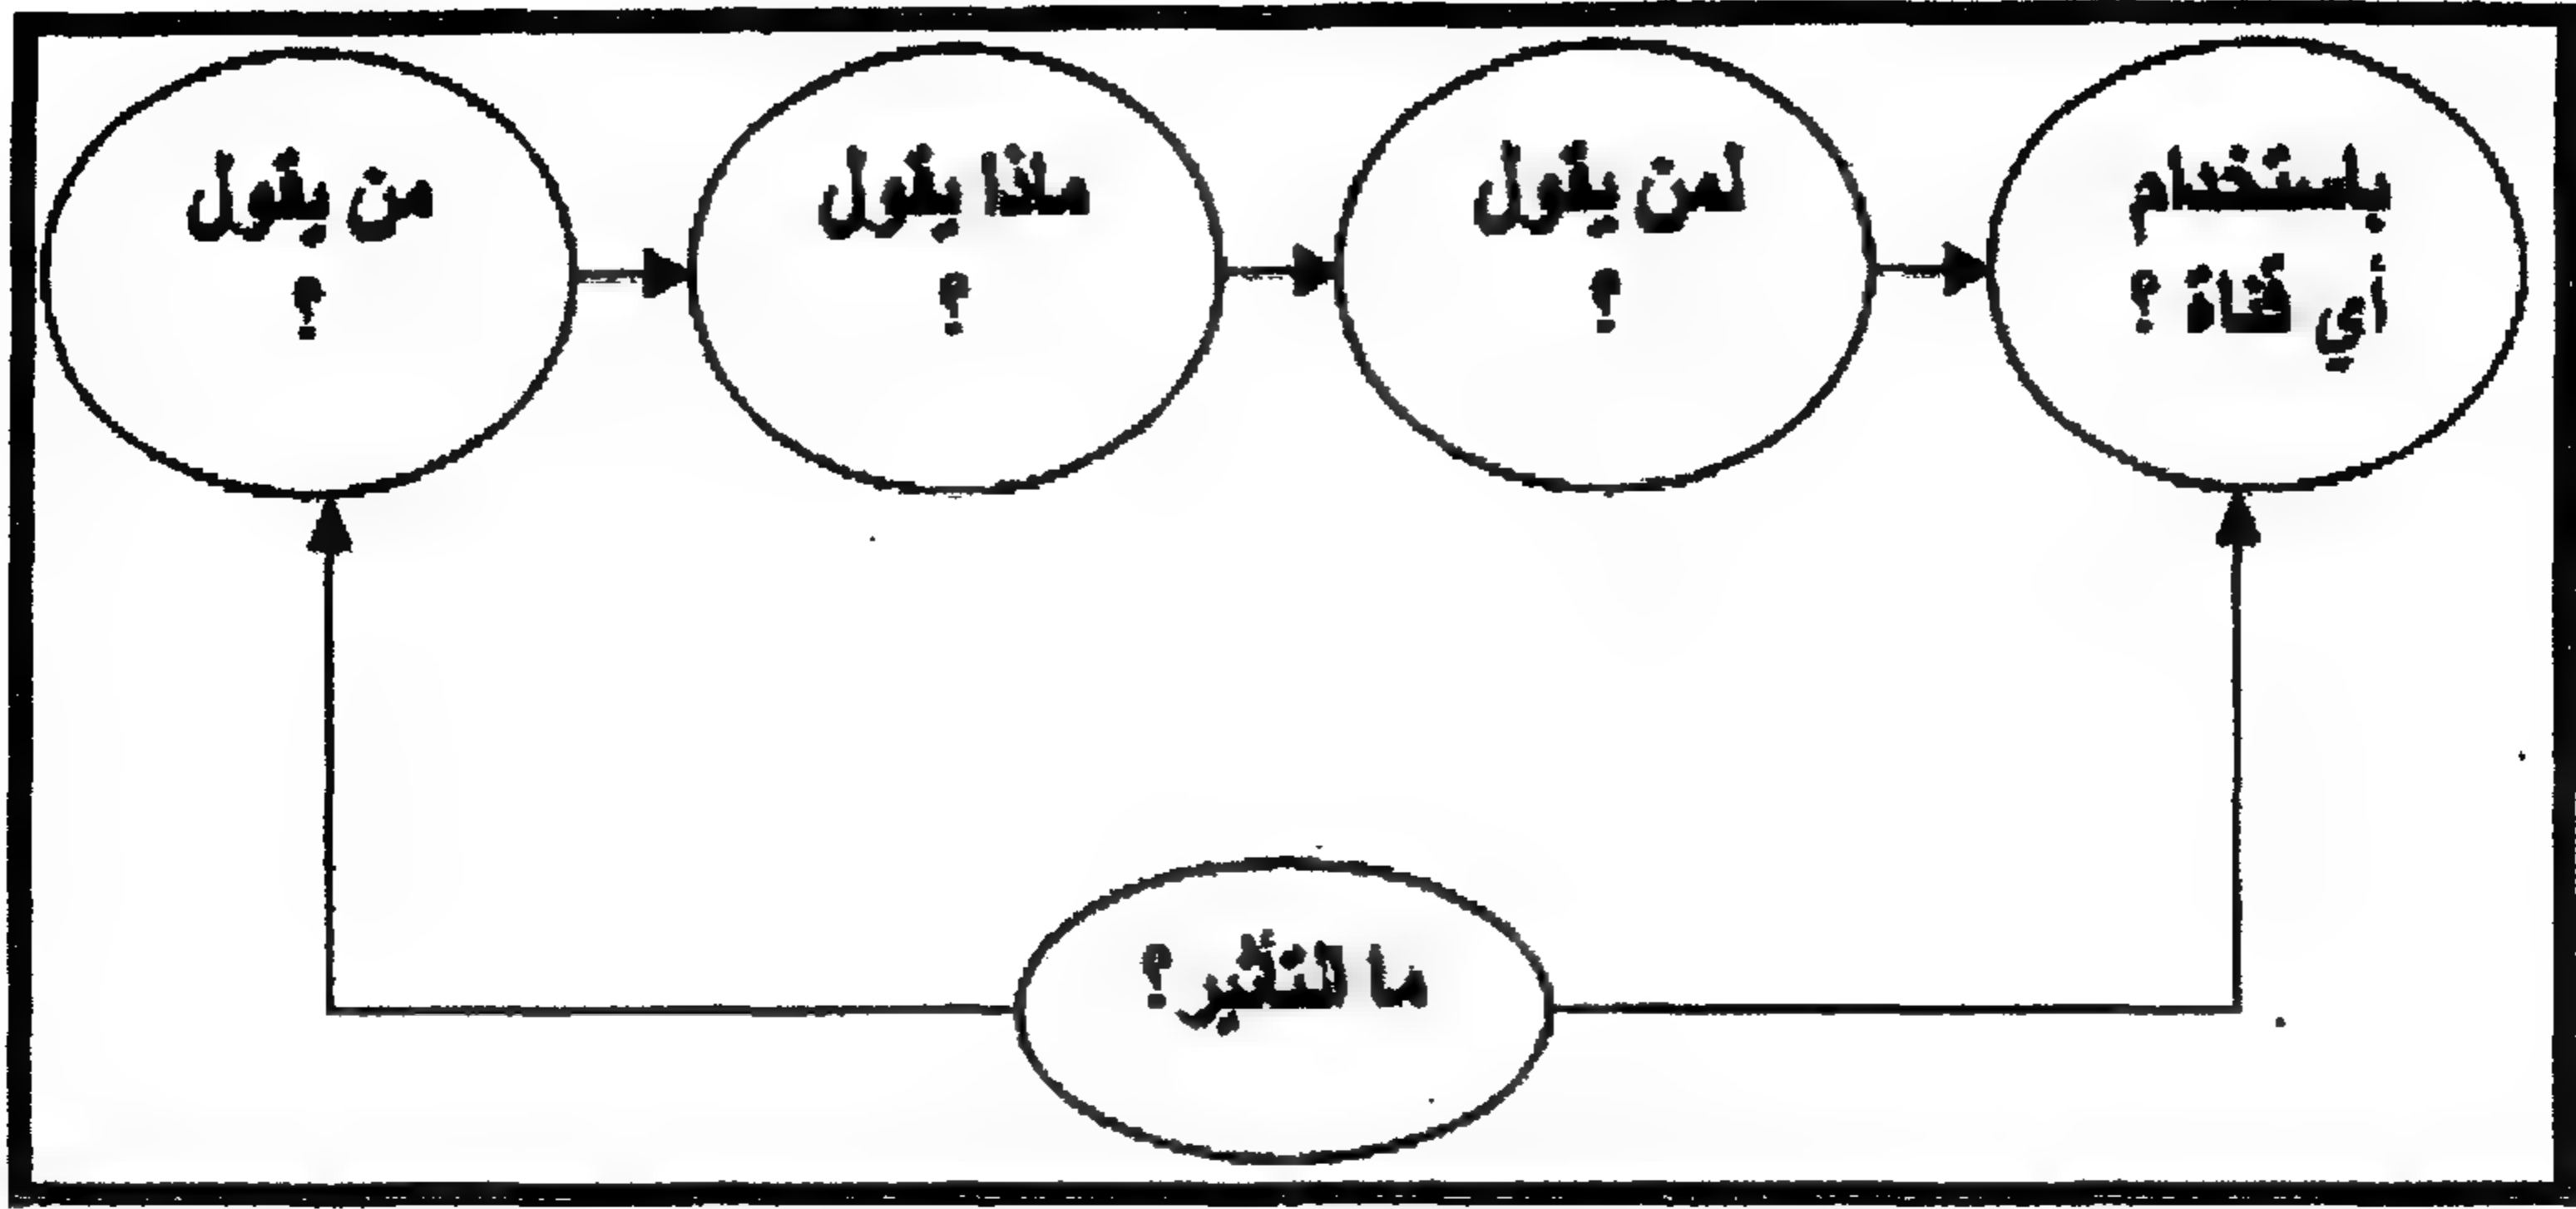 من يقول
؟
ماذا يقول
؟
لمن يقول
؟
باستخدام
أي قناة ؟
ما التأثير؟